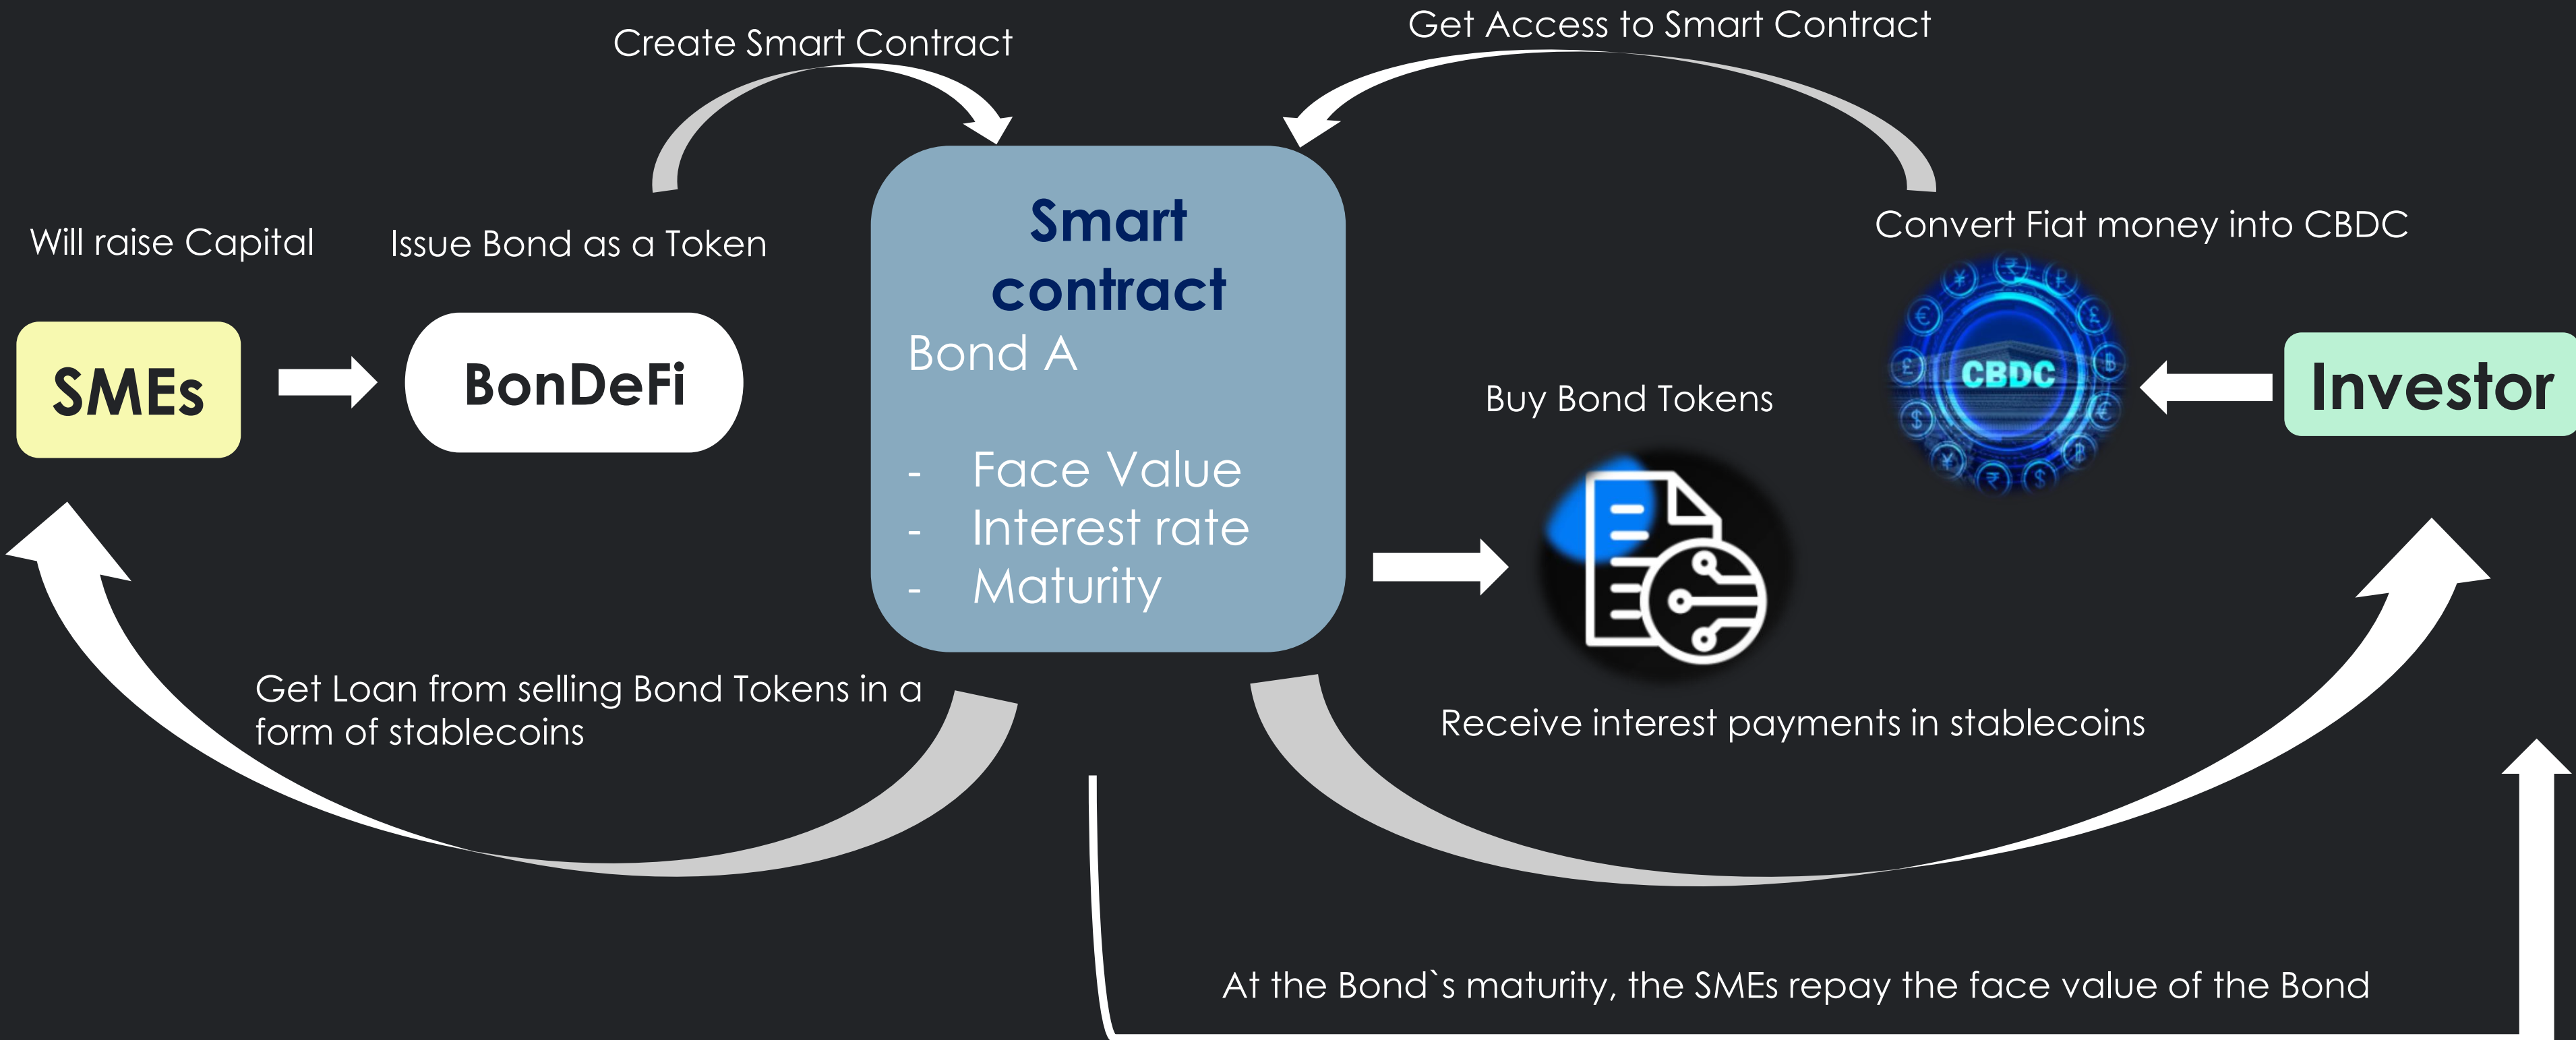 Create Smart Contract
Get Access to Smart Contract
Will raise Capital
Issue Bond as a Token
Convert Fiat money into CBDC
SMEs
BonDeFi
Smart
contract
Bond A
- Face Value
- Interest rate
- Maturity
Buy Bond Tokens
CBDC
Investor
Get Loan from selling Bond Tokens in a
form of stablecoins
Receive interest payments in stablecoins
At the Bond`s maturity, the SMEs repay the face value of the Bond